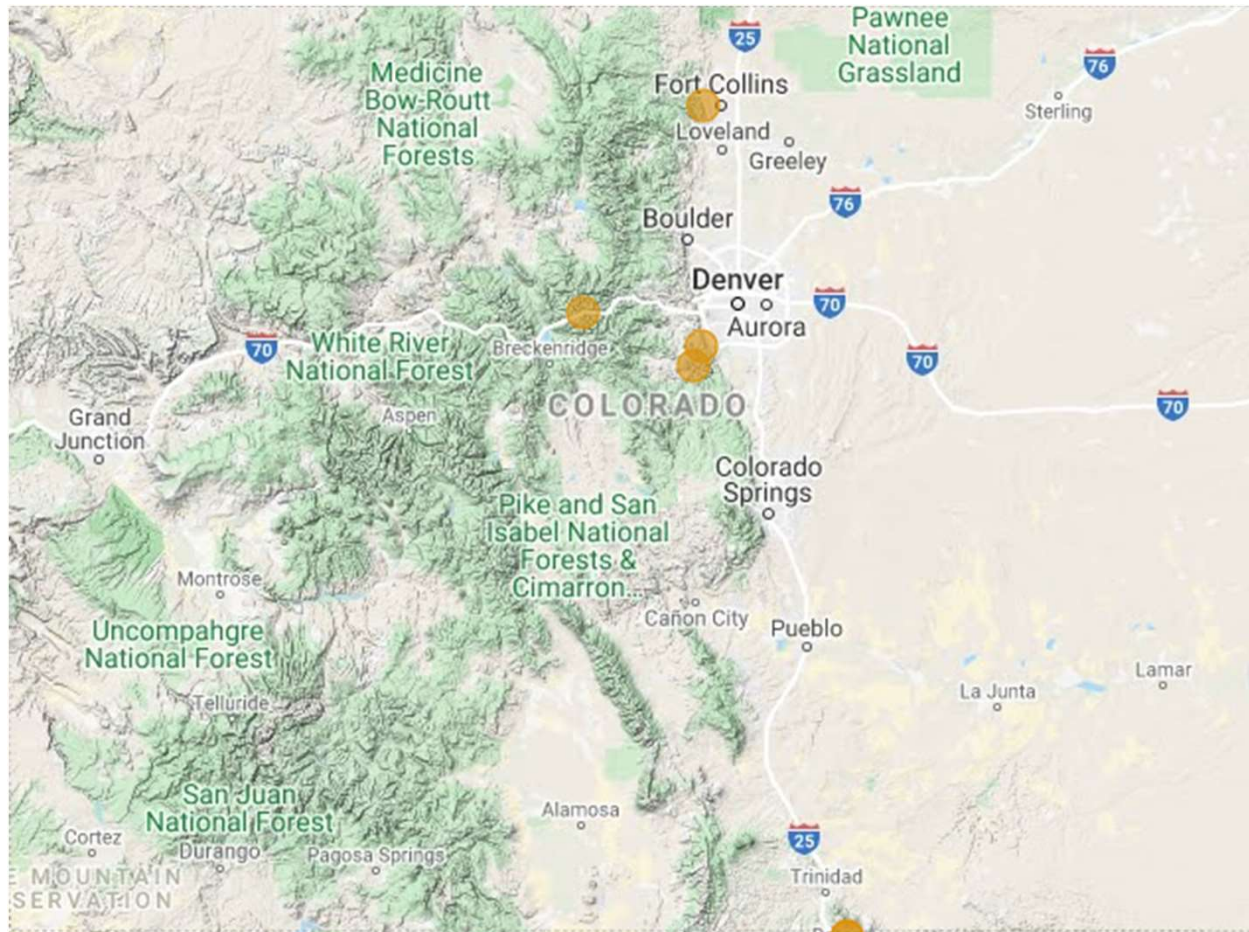 Pawnee
National
Grassland
25
76
Medicine
Bow-Routt
National
Forests
Fort Collins
Sterling
Loveland
Greeley
76
Boulder
Denver
70
Aurora
70
White River
National Forest
Breckenridge
70
COLORADO
70
Aspen
Grand
Junction
Colorado
Springs
Pike and San
Isabel National
Forests &
Cimarron...
Montrose
Cañon City
Pueblo
Uncompahgre
National Forest
La Junta
Lamar
Telluride
San Juan
National Forest
Alamosa
25
Cortez
Durango
Pagosa Springs
E MOUNTAIN
SERVATION
Trinidad